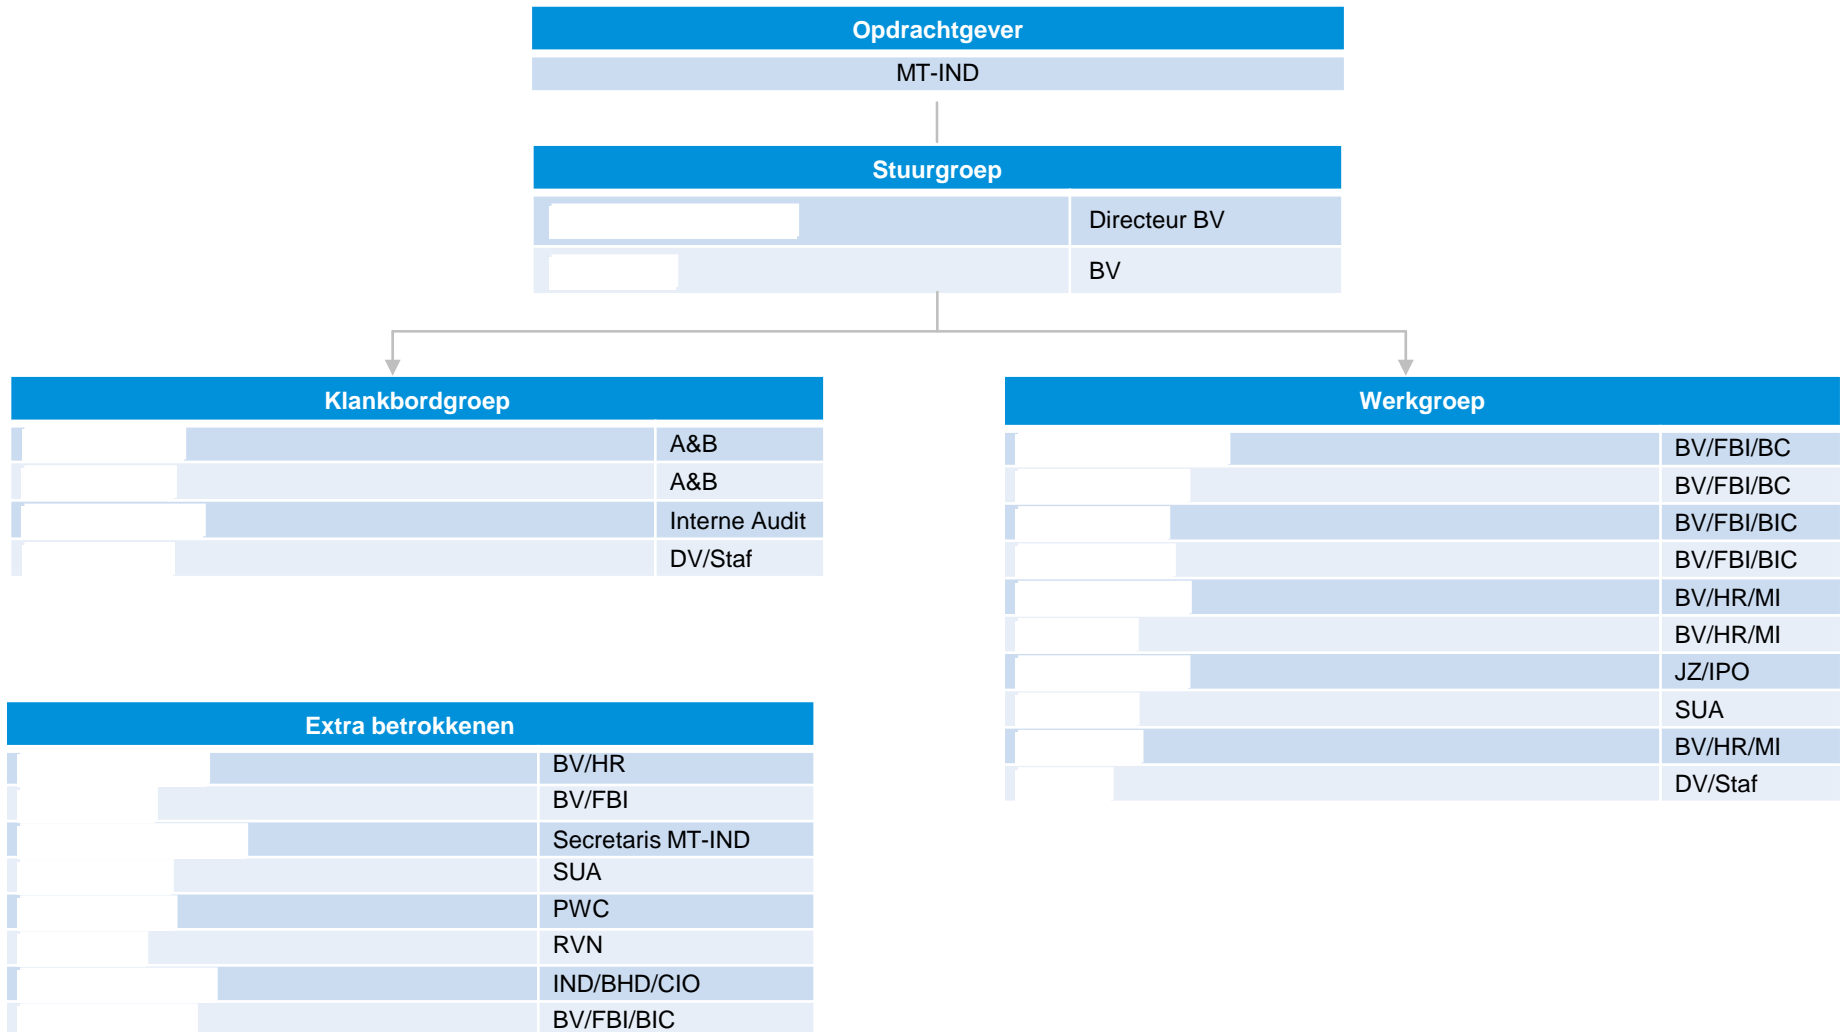 Opdrachtgever
MT-IND
Stuurgroep
Directeur BV
BV
Klankbordgroep
A&B
A&B
Interne Audit
DV/Staf
Werkgroep
BV/FBI/BC
BV/FBI/BC
BV/FBI/BIC
BV/FBI/BIC
BV/HR/MI
BV/HR/MI
JZ/IPO
SUA
BV/HR/MI
DV/Staf
Extra betrokkenen
BV/HR
BV/FBI
Secretaris MT-IND
SUA
PWC
RVN
IND/BHD/CIO
BV/FBI/BIC